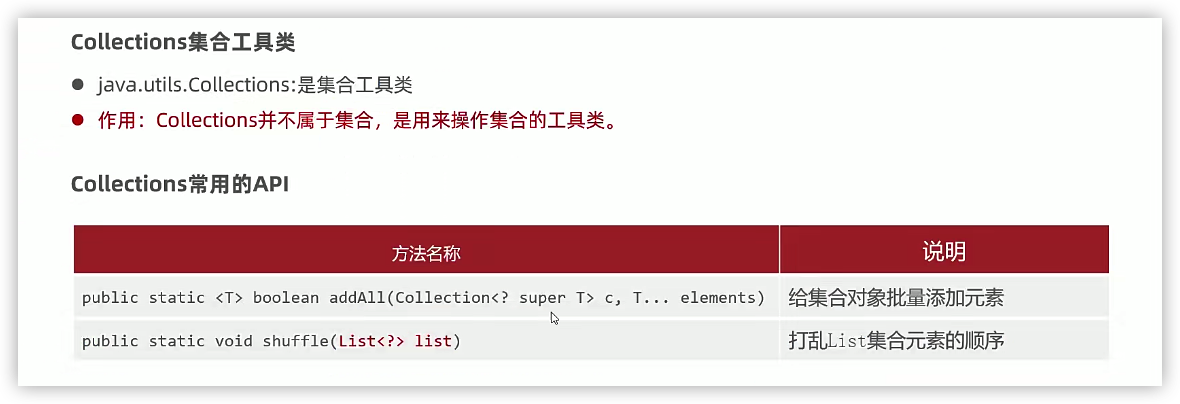 Collections集合工具类
java.utils.Collections:是集合工具类
作用：Collections并不属于集合，是用来操作集合的工具类。
Collections常用的API
方法名称 说明
public static <T> boolean addAll(Collection<? super T> c, T... elements) 给集合对象批量添加元素
public static void shuffle(List<?> list) 打乱List集合元素的顺序